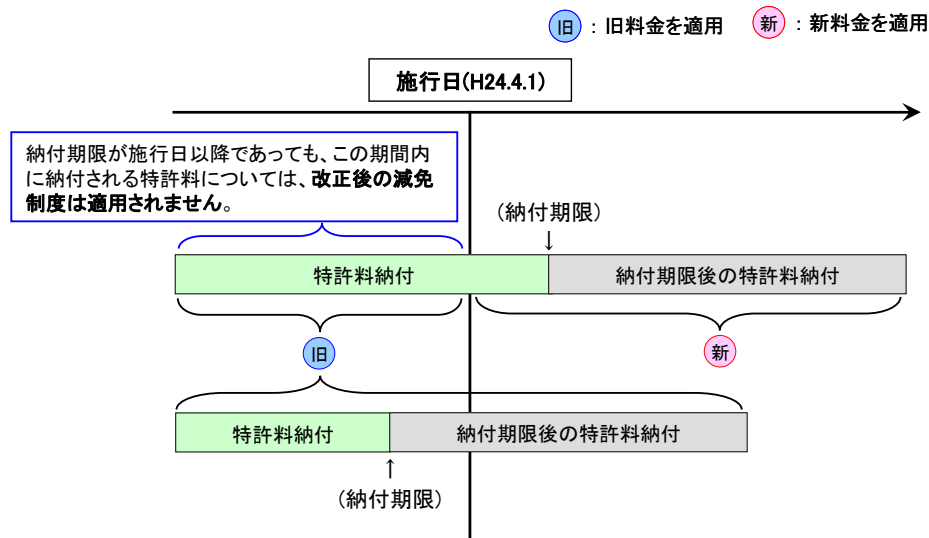 旧 : 旧料金を適用 新 : 新料金を適用
施行日(H24.4.1)
納付期限が施行日以降であっても、この期間内
に納付される特許料については、改正後の減免
制度は適用されません。
(納付期限)
↓
特許料納付 納付期限後の特許料納付
旧 新
特許料納付 納付期限後の特許料納付
↑
(納付期限)